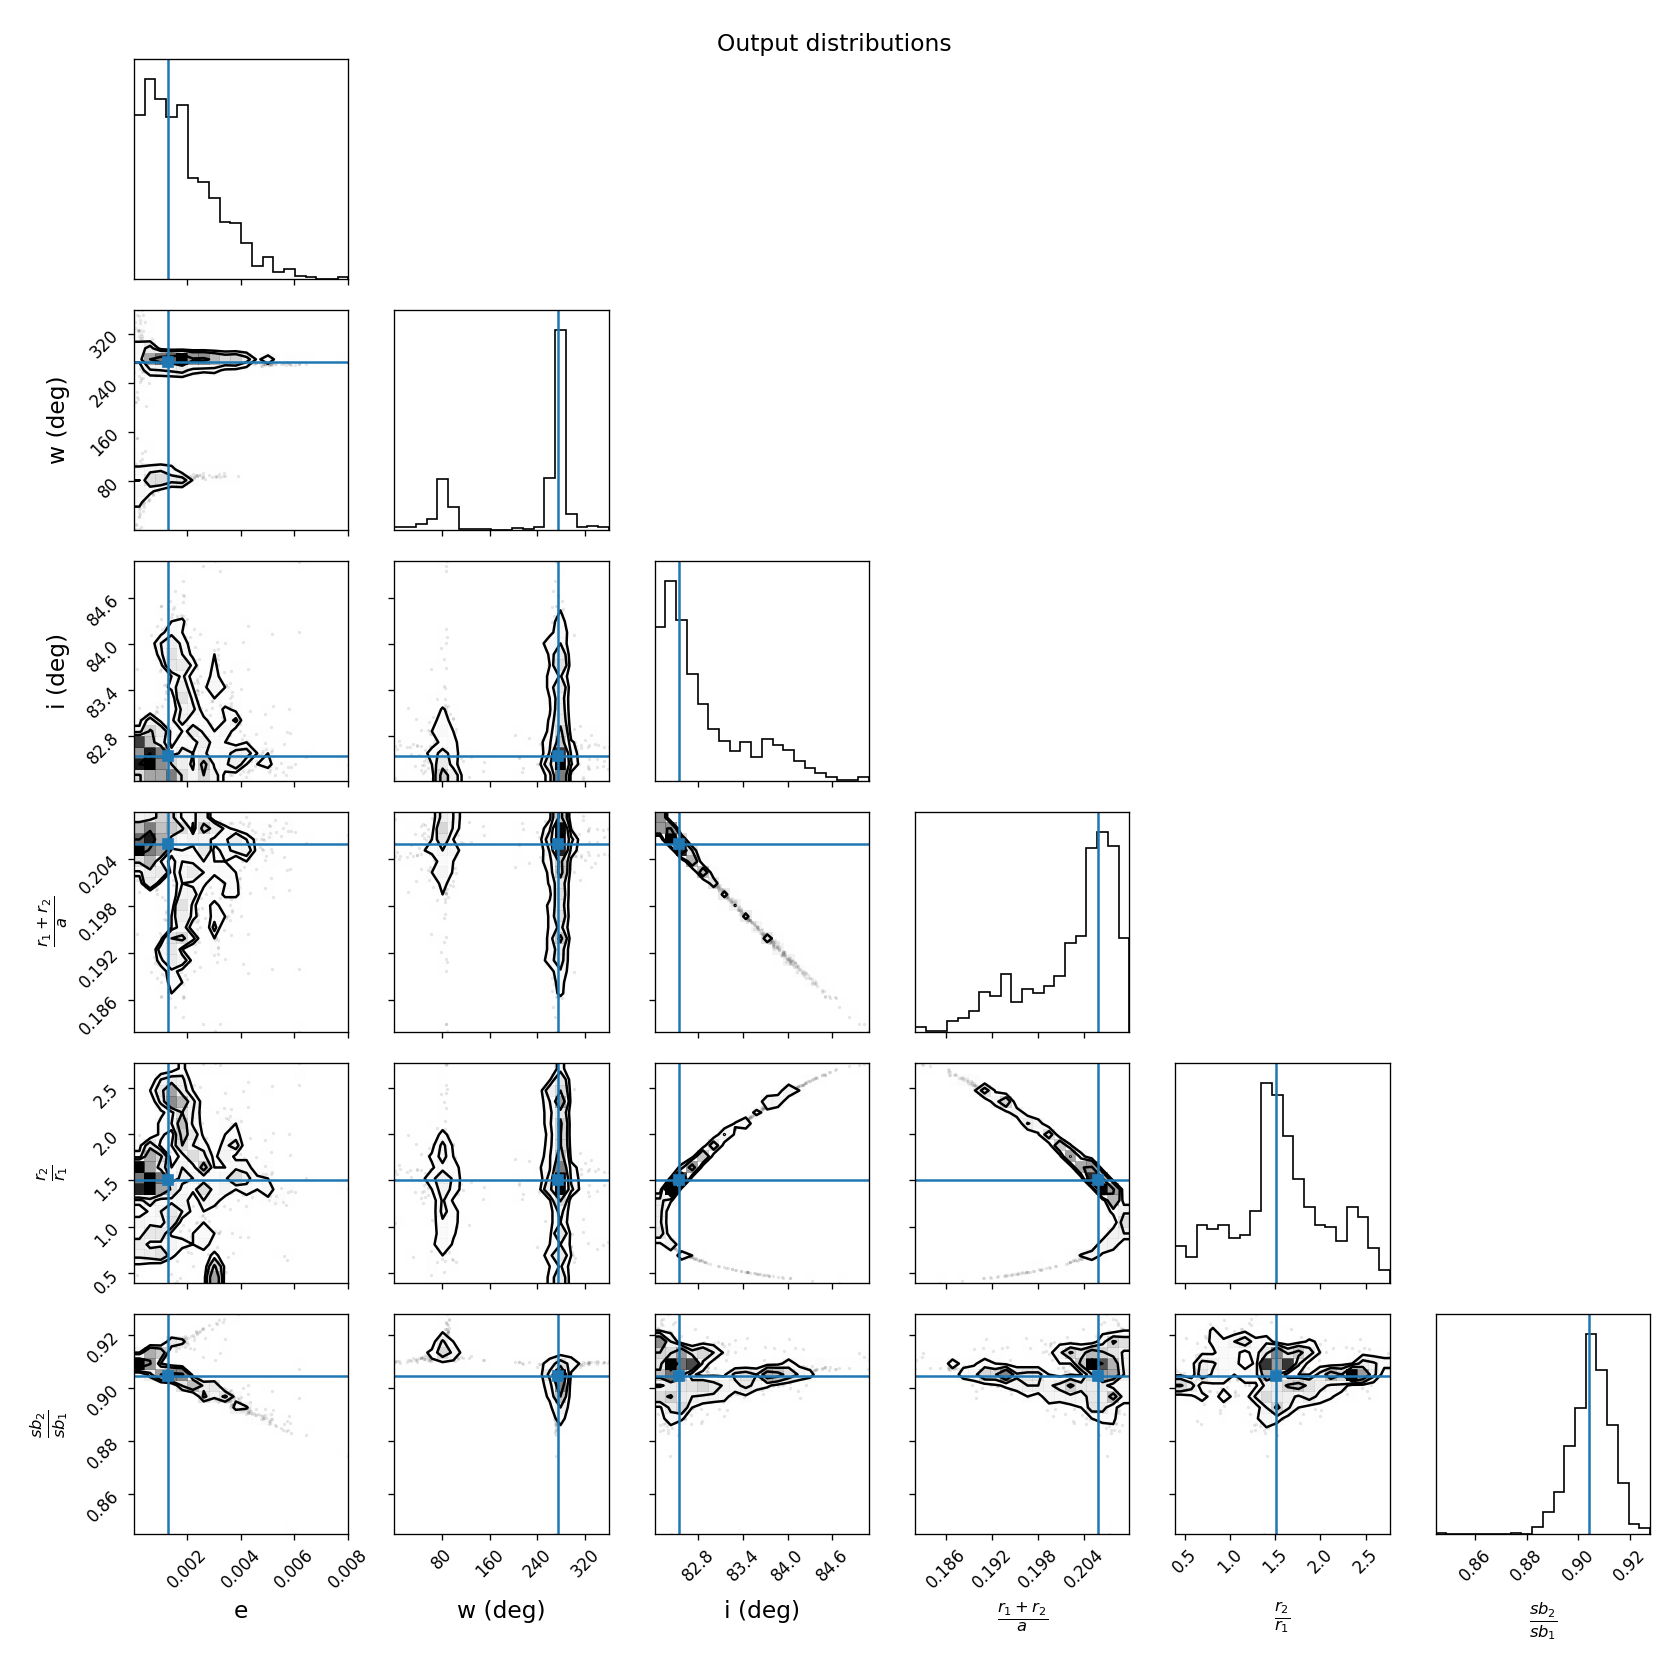 Output distributions
320
240
160
80
w (deg)
84.6
84.0
83.4
82.8
i (deg)
0.204
0.198
0.192
0.186
r₁ + r₂
a
2.5
2.0
1.5
1.0
0.5
r₂
r₁
0.92
0.90
0.88
0.86
sb₂
sb₁
0.002 0.004 0.006 0.008 80 160 240 320 82.8 83.4 84.0 84.6 0.186 0.192 0.198 0.204 0.5 1.0 1.5 2.0 2.5 0.86 0.88 0.90 0.92
e w (deg) i (deg)
r₁ + r₂
a
r₂
r₁
sb₂
sb₁